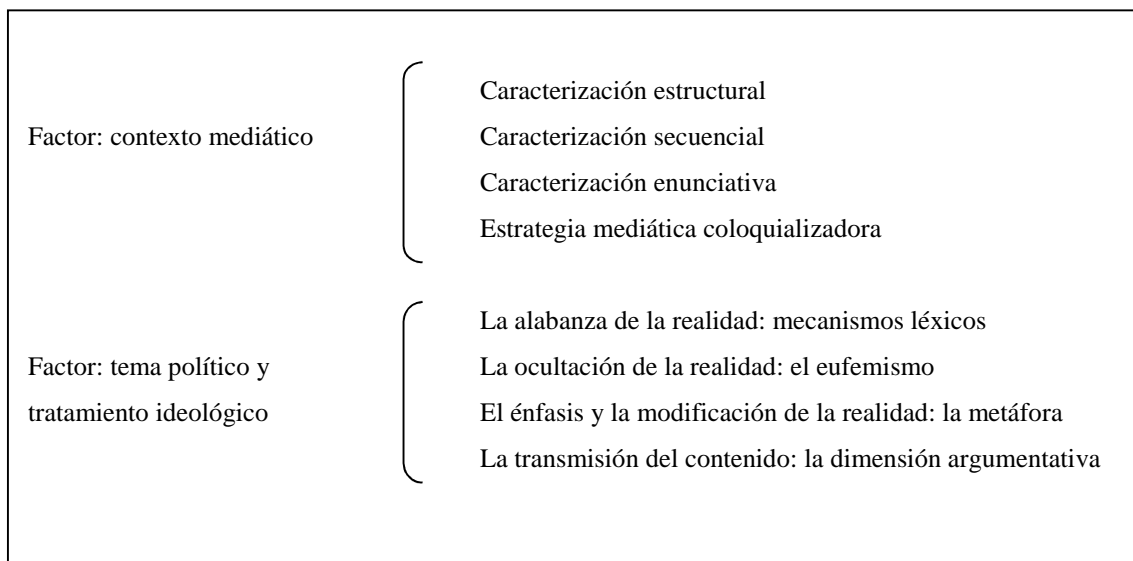 Factor: contexto mediático
Caracterización estructural
Caracterización secuencial
Caracterización enunciativa
Estrategia mediática coloquializadora
Factor: tema político y
tratamiento ideológico
La alabanza de la realidad: mecanismos léxicos
La ocultación de la realidad: el eufemismo
El énfasis y la modificación de la realidad: la metáfora
La transmisión del contenido: la dimensión argumentativa